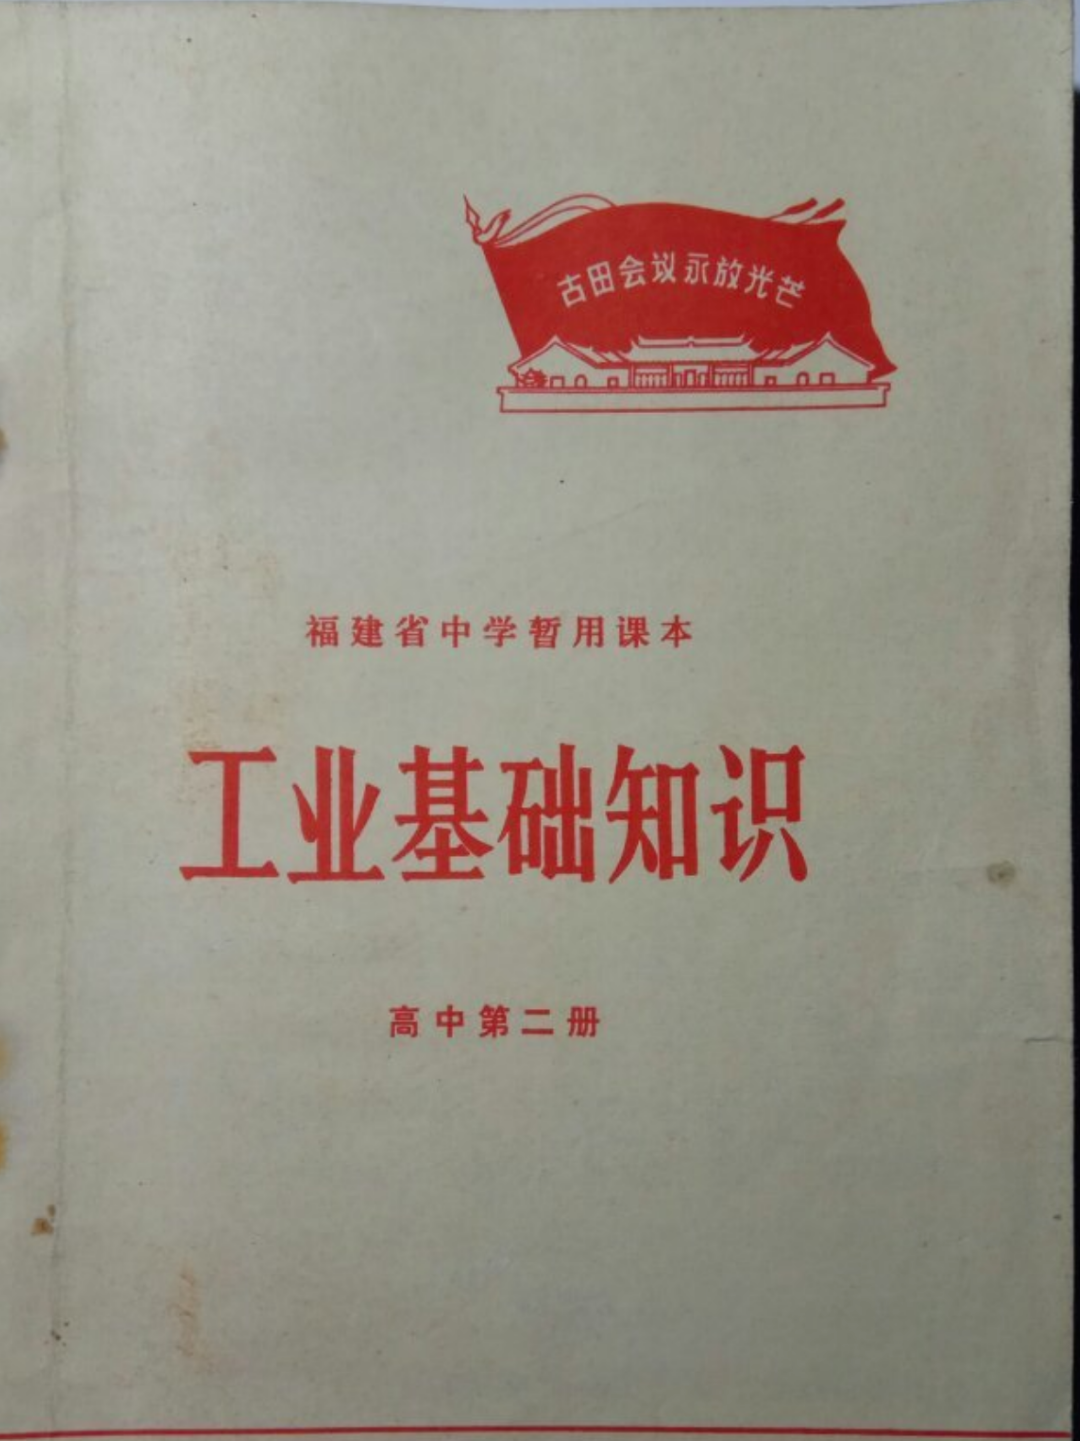 古田会议永放光芒
福建省中学暂用课本
工业基础知识
高中第二册